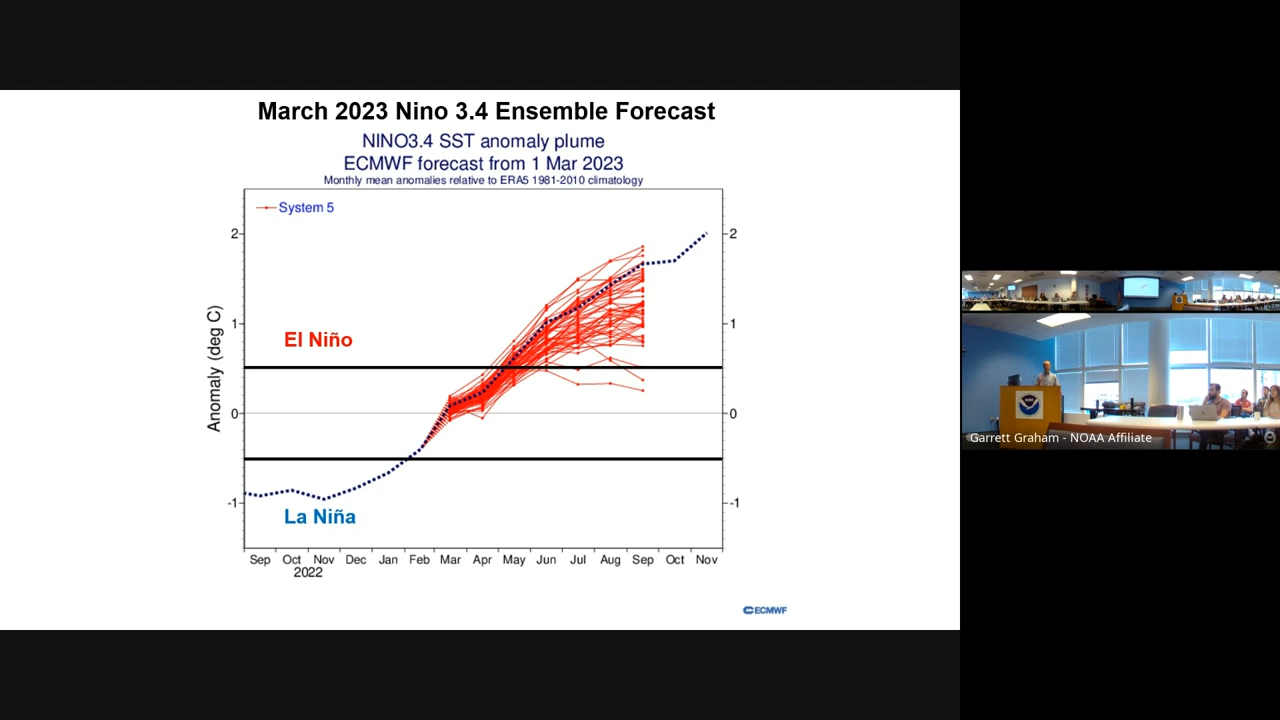 March 2023 Nino 3.4 Ensemble Forecast
NINO3.4 SST anomaly plume
ECMWF forecast from 1 Mar 2023
Monthly mean anomalies relative to ERA5 1981-2010 climatology
System 5
2
2
1
1
0
0
-1
-1
Anomaly (deg C)
El Niño
La Niña
Sep Oct Nov Dec Jan Feb Mar Apr May Jun Jul Aug Sep Oct Nov
2022
ECMWF
Garrett Graham - NOAA Affiliate